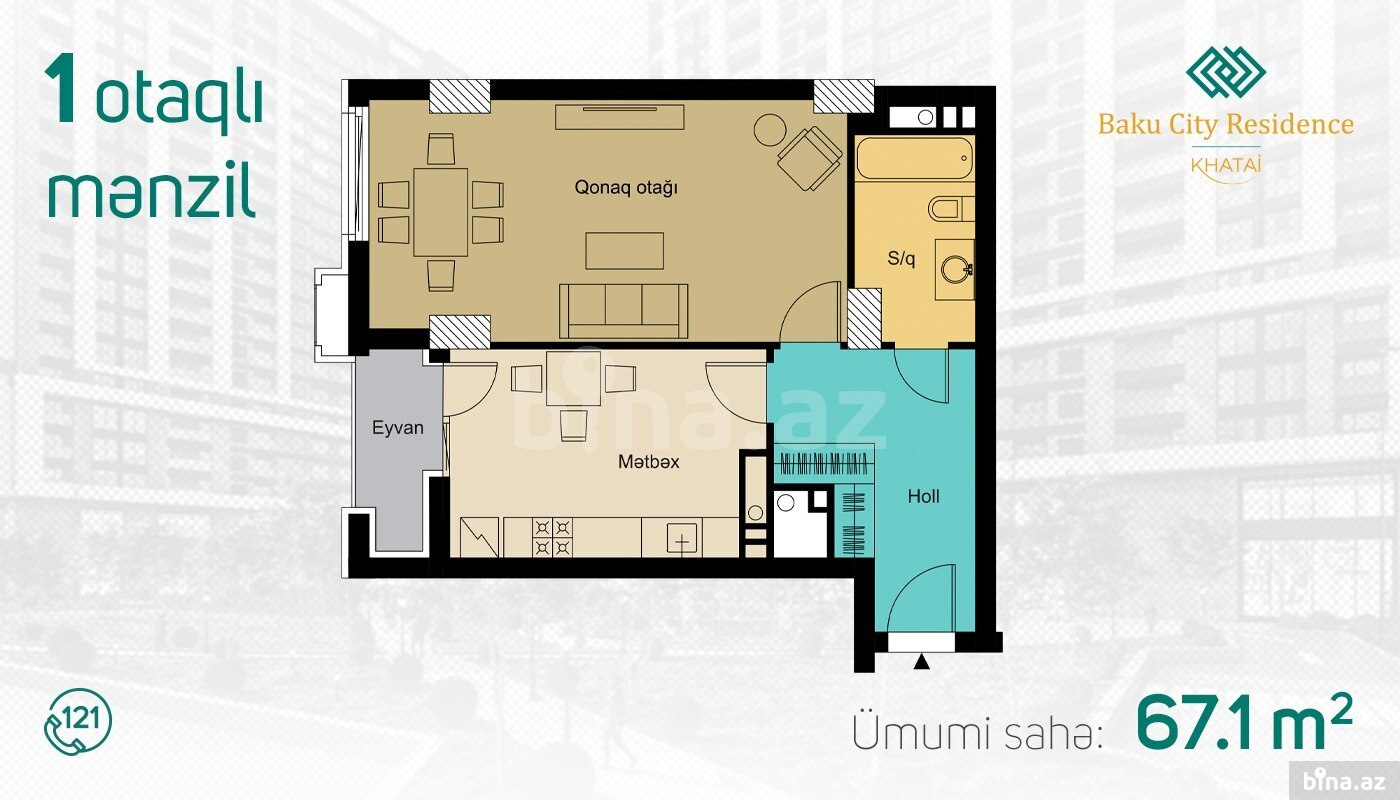 1 otaqlı
mənzil
Baku City Residence
KHATAİ
Qonaq otağı
S/q
Eyvan
Mətbəx
Holl
bina.az
121
Ümumi sahə: 67.1 m²
bina.az